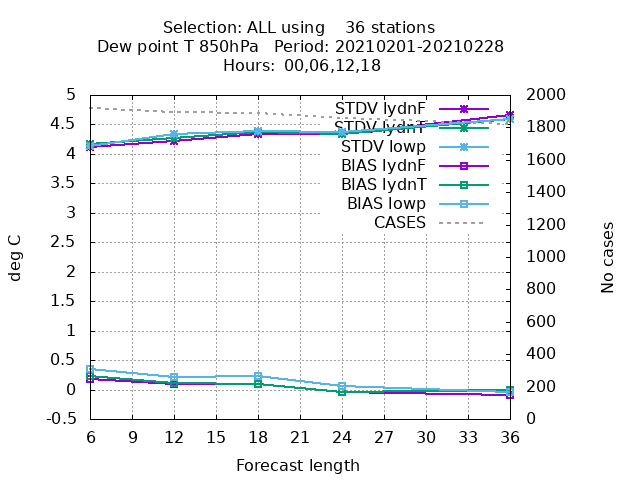 Selection: ALL using 36 stations
Dew point T 850hPa Period: 20210201-20210228
Hours: 00,06,12,18
5
4.5
4
3.5
3
2.5
2
1.5
1
0.5
0
-0.5
deg C
2000
1800
1600
1400
1200
1000
800
600
400
200
0
No cases
STDV lydnF
STDV lydnT
STDV lowp
BIAS lydnF
BIAS lydnT
BIAS lowp
CASES
6 9 12 15 18 21 24 27 30 33 36
Forecast length